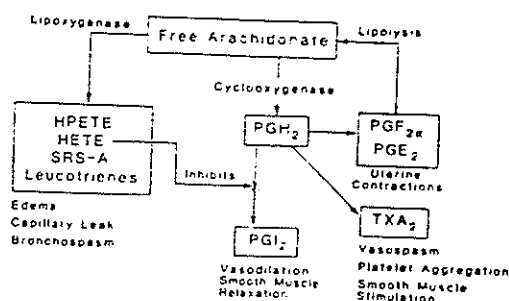 Lipoxygenase
Free Arachidonate
Lipolysis
Cyclooxygenase
HPETE
HETE
SRS-A
Leucotrienes
PGH2
PGF2α
PGE2
Uterine
Contractions
Inhibits
Edema
Capillary Leak
Bronchospasm
TXA2
PGI2
Vasospasm
Platelet Aggregation
Smooth Muscle
Stimulation
Vasodilation
Smooth Muscle
Relaxation